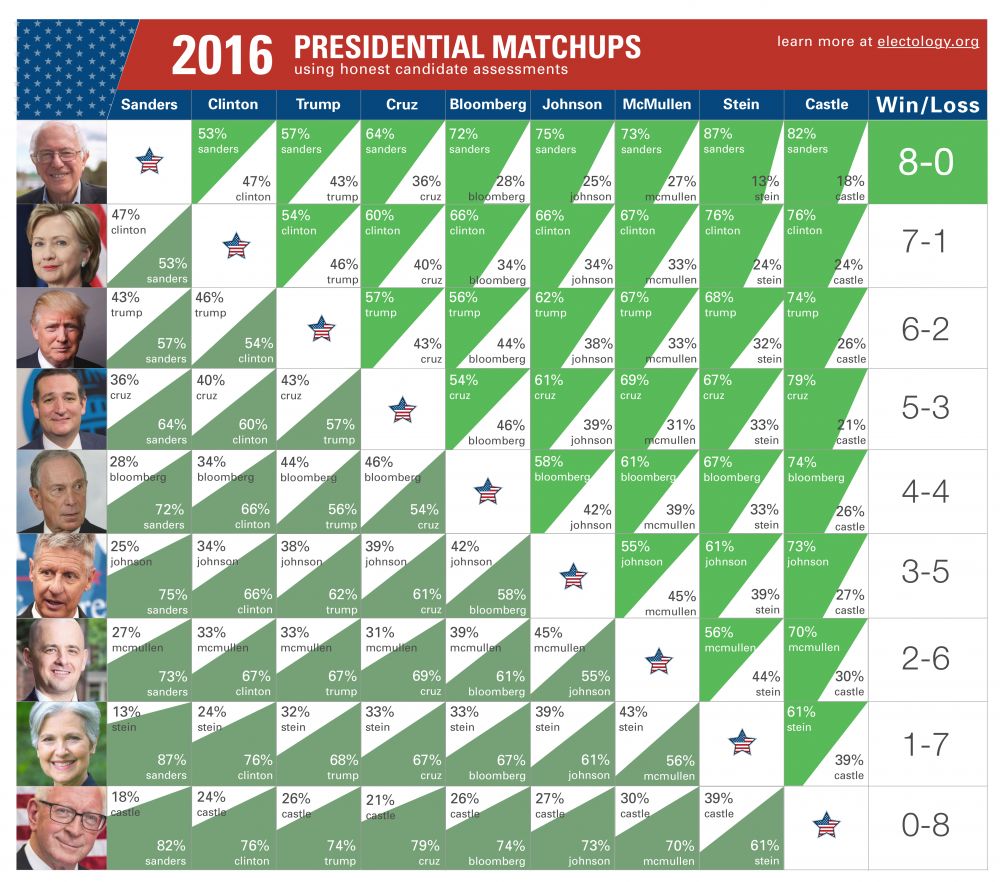 2016 PRESIDENTIAL MATCHUPS
using honest candidate assessments
learn more at electology.org
Sanders Clinton Trump Cruz Bloomberg Johnson McMullen Stein Castle Win/Loss
53% 57% 64% 72% 75% 73% 87% 82%
sanders sanders sanders sanders sanders sanders sanders sanders
8-0
47% 43% 36% 28% 25% 27% 13% 18%
clinton trump cruz bloomberg johnson mcmullen stein castle
47% 54% 60% 66% 66% 67% 76% 76%
clinton clinton clinton clinton clinton clinton clinton clinton
7-1
53% 46% 40% 34% 34% 33% 24% 24%
sanders trump cruz bloomberg johnson mcmullen stein castle
43% 46% 57% 56% 62% 67% 68% 74%
trump trump trump trump trump trump trump trump
6-2
57% 54% 43% 44% 38% 33% 32% 26%
sanders clinton cruz bloomberg johnson mcmullen stein castle
36% 40% 43% 54% 61% 69% 67% 79%
cruz cruz cruz cruz cruz cruz cruz cruz
5-3
64% 60% 57% 46% 39% 31% 33% 21%
sanders clinton trump bloomberg johnson mcmullen stein castle
28% 34% 44% 46% 58% 61% 67% 74%
bloomberg bloomberg bloomberg bloomberg bloomberg bloomberg bloomberg bloomberg
4-4
72% 66% 56% 54% 42% 39% 33% 26%
sanders clinton trump cruz johnson mcmullen stein castle
25% 34% 38% 39% 42% 55% 61% 73%
johnson johnson johnson johnson johnson johnson johnson johnson
3-5
75% 66% 62% 61% 58% 45% 39% 27%
sanders clinton trump cruz bloomberg mcmullen stein castle
27% 33% 33% 31% 39% 45% 56% 70%
mcmullen mcmullen mcmullen mcmullen mcmullen mcmullen mcmullen mcmullen
2-6
73% 67% 67% 69% 61% 55% 44% 30%
sanders clinton trump cruz bloomberg johnson stein castle
13% 24% 32% 33% 33% 39% 43% 61%
stein stein stein stein stein stein stein stein
1-7
87% 76% 68% 67% 67% 61% 56% 39%
sanders clinton trump cruz bloomberg johnson mcmullen castle
18% 24% 26% 21% 26% 27% 30% 39%
castle castle castle castle castle castle castle castle
0-8
82% 76% 74% 79% 74% 73% 70% 61%
sanders clinton trump cruz bloomberg johnson mcmullen stein